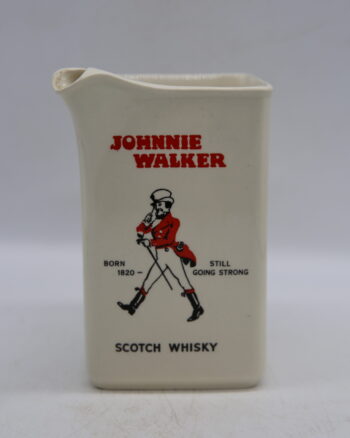 JOHNNIE
WALKER
BORN
1820 –
STILL
GOING STRONG
SCOTCH WHISKY